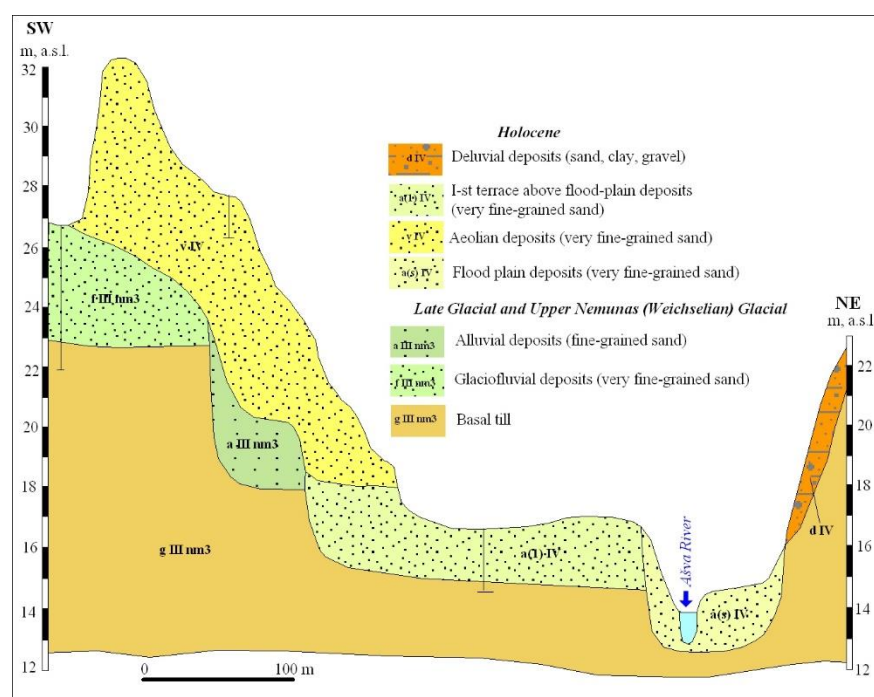 SW
m, a.s.l.
32
30
28
26
24
22
20
18
16
14
12
Holocene
d IV
Deluvial deposits (sand, clay, gravel)
a(1) IV
I-st terrace above flood-plain deposits
(very fine-grained sand)
v IV
Aeolian deposits (very fine-grained sand)
a(s) IV
Flood plain deposits (very fine-grained sand)
Late Glacial and Upper Nemunas (Weichselian) Glacial
a III nm3
Alluvial deposits (fine-grained sand)
f III nm3
Glaciofluvial deposits (very fine-grained sand)
g III nm3
Basal till
v IV
f III nm3
a III nm3
g III nm3
a(1) IV
Ašva River
a(s) IV
d IV
NE
m, a.s.l.
22
20
18
16
14
12
0
100 m